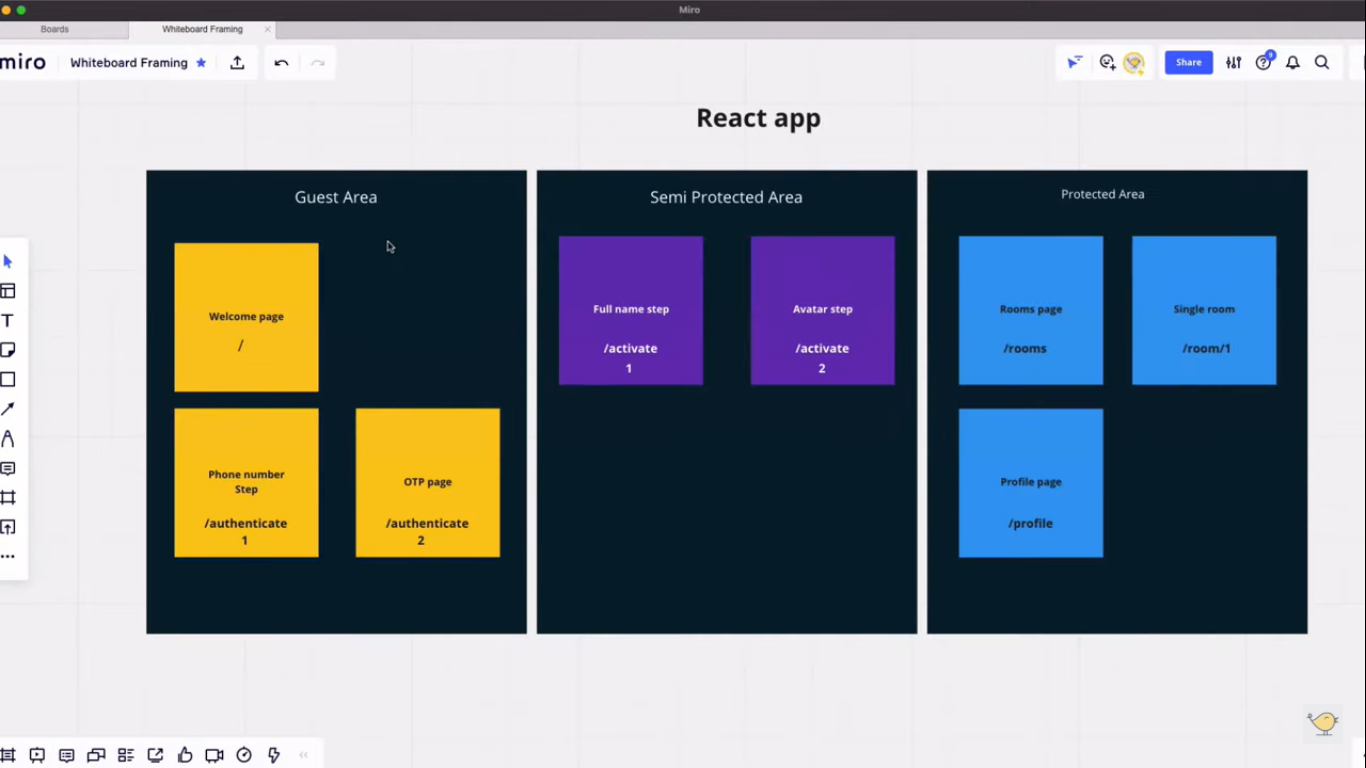 Miro
Boards
Whiteboard Framing
miro
Whiteboard Framing
Share
9
React app
Guest Area
Semi Protected Area
Protected Area
Welcome page
/
Full name step
/activate
1
Avatar step
/activate
2
Rooms page
/rooms
Single room
/room/1
Phone number
Step
/authenticate
1
OTP page
/authenticate
2
Profile page
/profile